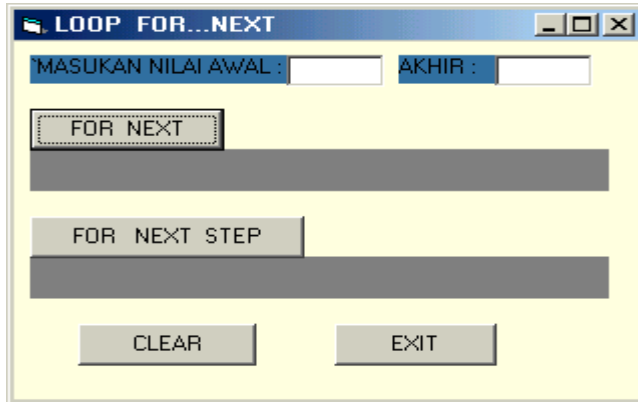 LOOP FOR...NEXT
`MASUKAN NILAI AWAL : AKHIR :
FOR NEXT
FOR NEXT STEP
CLEAR EXIT